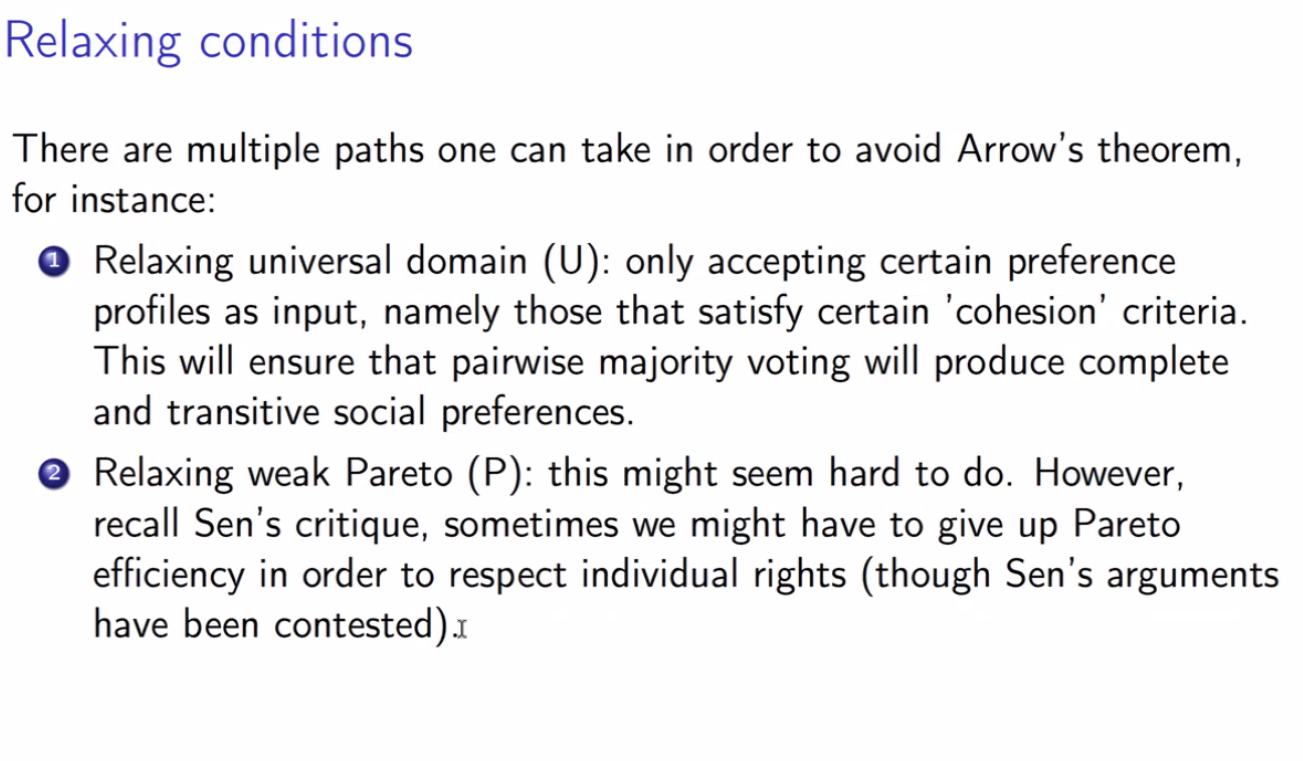 Relaxing conditions
There are multiple paths one can take in order to avoid Arrow's theorem,
for instance:
1 Relaxing universal domain (U): only accepting certain preference
profiles as input, namely those that satisfy certain 'cohesion' criteria.
This will ensure that pairwise majority voting will produce complete
and transitive social preferences.
2 Relaxing weak Pareto (P): this might seem hard to do. However,
recall Sen's critique, sometimes we might have to give up Pareto
efficiency in order to respect individual rights (though Sen's arguments
have been contested).